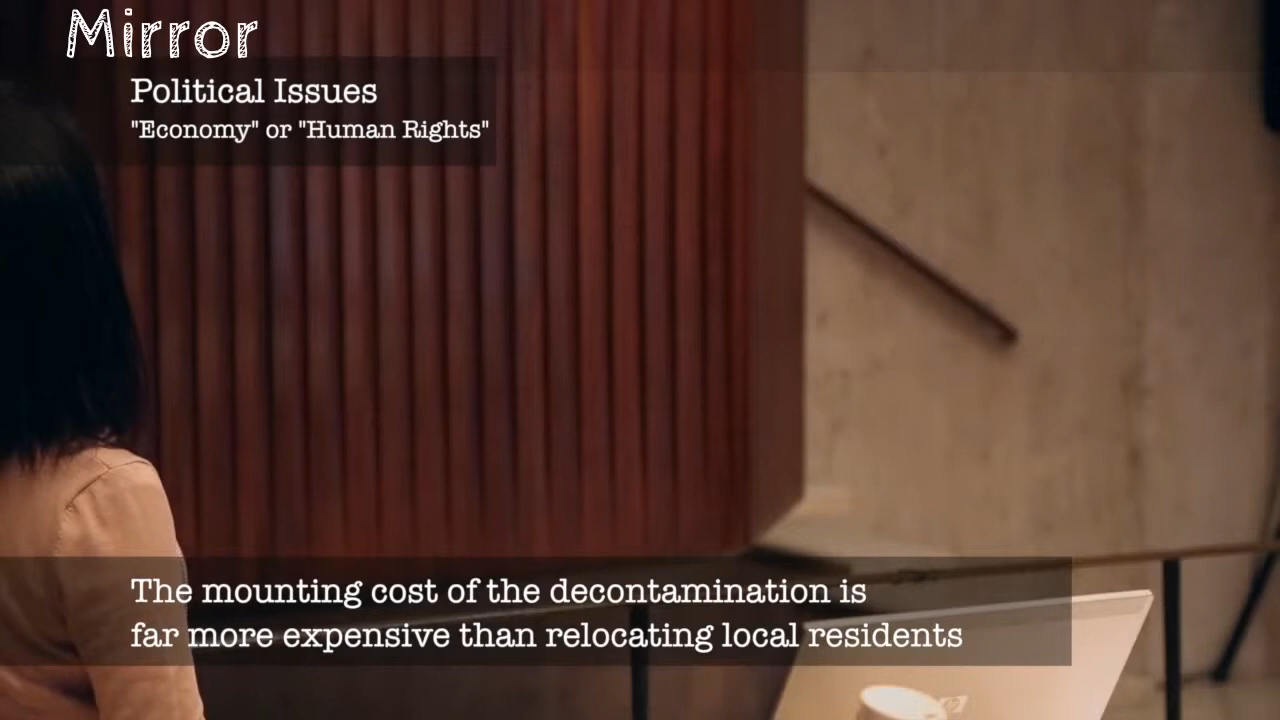 Mirror
Political Issues
"Economy" or "Human Rights"
The mounting cost of the decontamination is
far more expensive than relocating local residents
hp